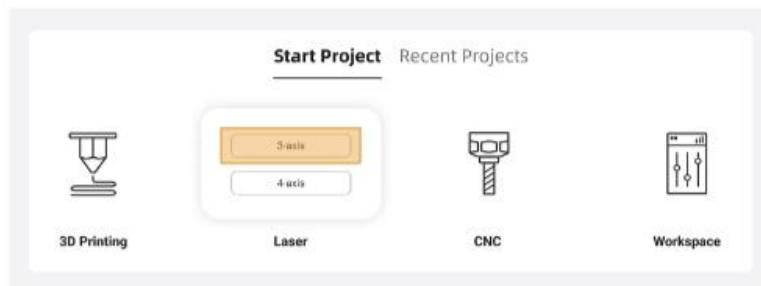 Start Project Recent Projects
3-axis
4-axis
3D Printing Laser CNC Workspace